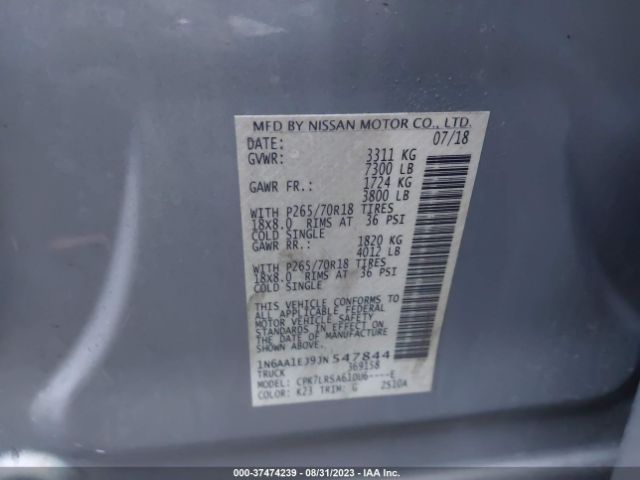 MFD BY NISSAN MOTOR CO., LTD.
DATE: 07/18
GVWR: 3311 KG
7300 LB
GAWR FR.: 1724 KG
3800 LB
WITH P265/70R18 TIRES
18x8.0 RIMS AT 36 PSI
COLD SINGLE
GAWR RR.: 1820 KG
4012 LB
WITH P265/70R18 TIRES
18x8.0 RIMS AT 36 PSI
COLD SINGLE
THIS VEHICLE CONFORMS TO
ALL APPLICABLE FEDERAL
MOTOR VEHICLE SAFETY
STANDARDS IN EFFECT
ON THE DATE OF
MANUFACTURE SHOWN ABOVE.
1N6AA1EJ9JN547844
TRUCK 369158
MODEL: CPK7LRSA61DU6----E
COLOR: K23 TRIM: G 2S10A
000-37474239 - 08/31/2023 - IAA Inc.